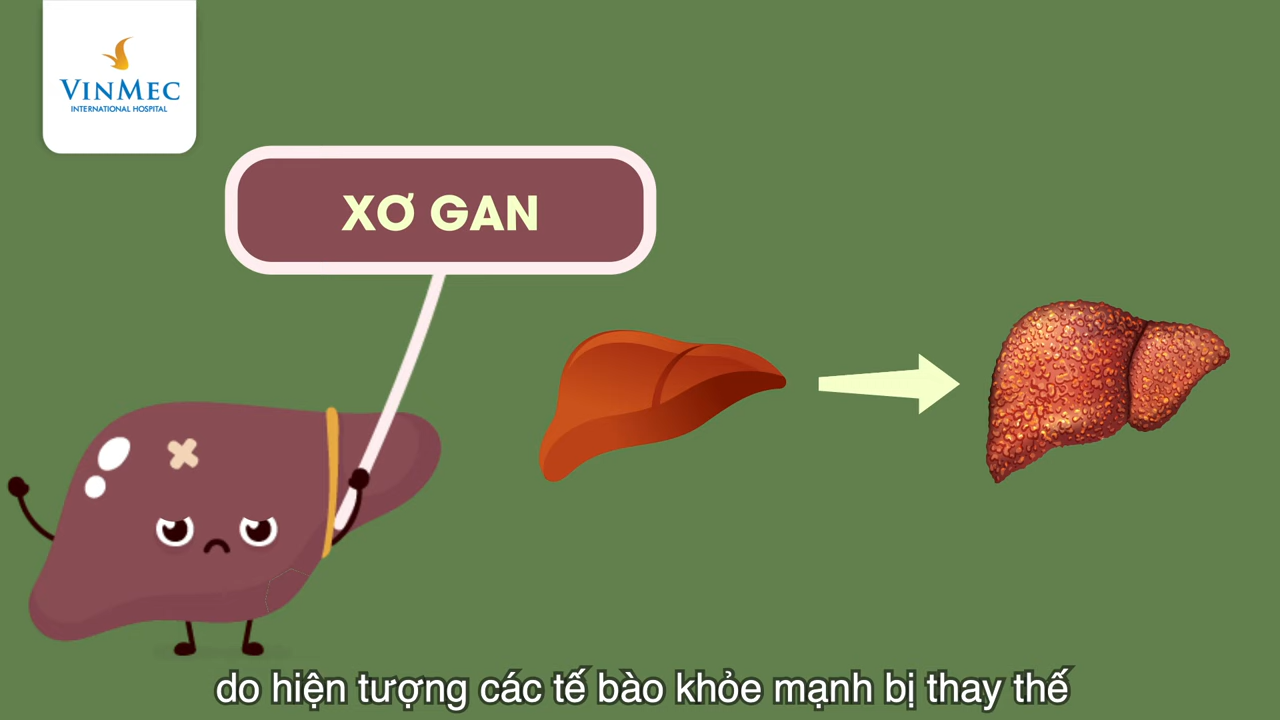 VINMEC
INTERNATIONAL HOSPITAL
XƠ GAN
do hiện tượng các tế bào khỏe mạnh bị thay thế